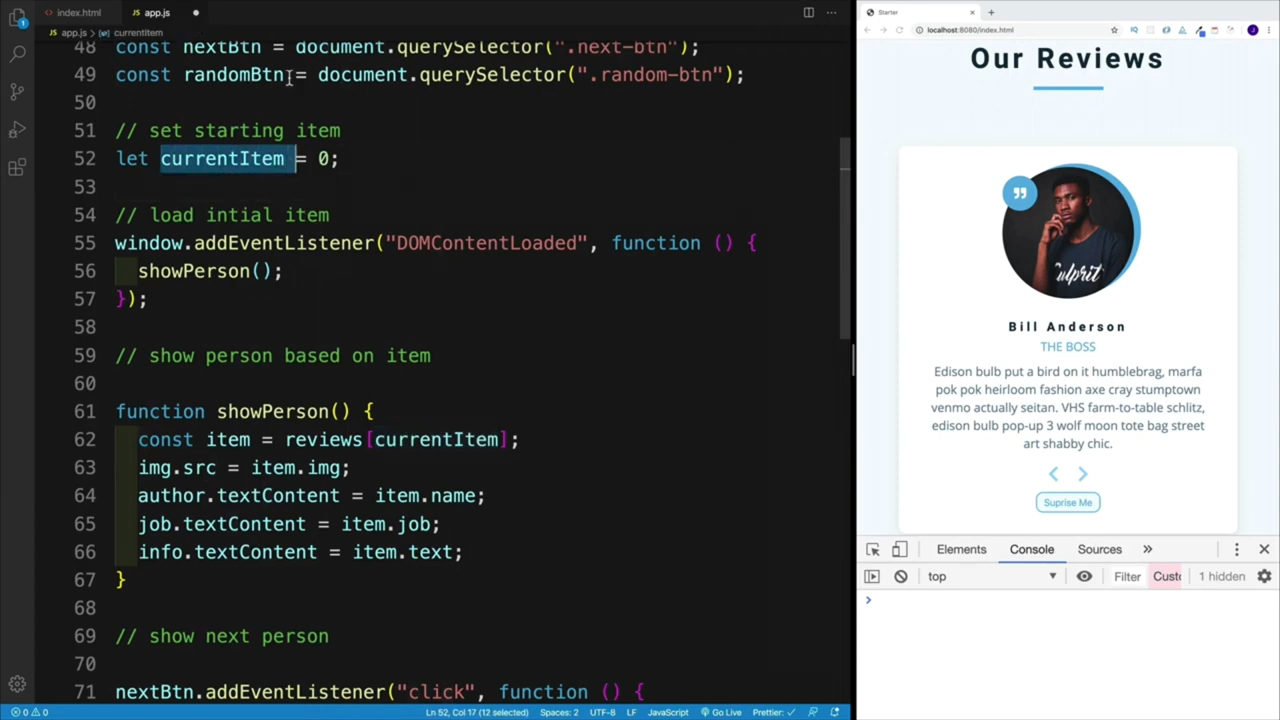 index.html
app.js
app.js > currentItem
48 const nextBtn = document.querySelector(".next-btn");
49 const randomBtn = document.querySelector(".random-btn");
50
51 // set starting item
52 let currentItem = 0;
53
54 // load intial item
55 window.addEventListener("DOMContentLoaded", function () {
56 showPerson();
57 });
58
59 // show person based on item
60
61 function showPerson() {
62 const item = reviews[currentItem];
63 img.src = item.img;
64 author.textContent = item.name;
65 job.textContent = item.job;
66 info.textContent = item.text;
67 }
68
69 // show next person
70
71 nextBtn.addEventListener("click", function () {
1
0 0
Ln 52, Col 17 (12 selected)
Spaces: 2
UTF-8
LF
JavaScript
Go Live
Prettier: ✓
Starter
localhost:8080/index.html
J
Our Reviews
Culprit
Bill Anderson
THE BOSS
Edison bulb put a bird on it humblebrag, marfa
pok pok heirloom fashion axe cray stumptown
venmo actually seitan. VHS farm-to-table schlitz,
edison bulb pop-up 3 wolf moon tote bag street
art shabby chic.
Suprise Me
Elements
Console
Sources
top
Filter
Custo
1 hidden